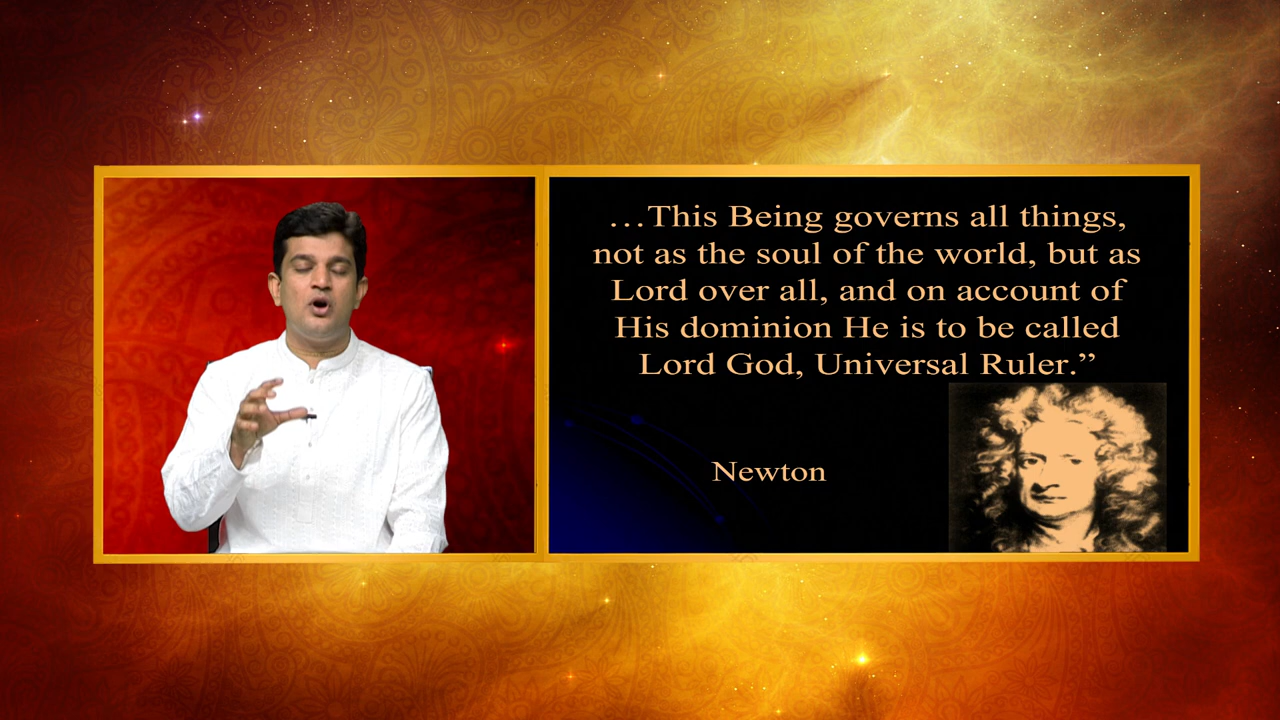 …This Being governs all things,
not as the soul of the world, but as
Lord over all, and on account of
His dominion He is to be called
Lord God, Universal Ruler.”
Newton